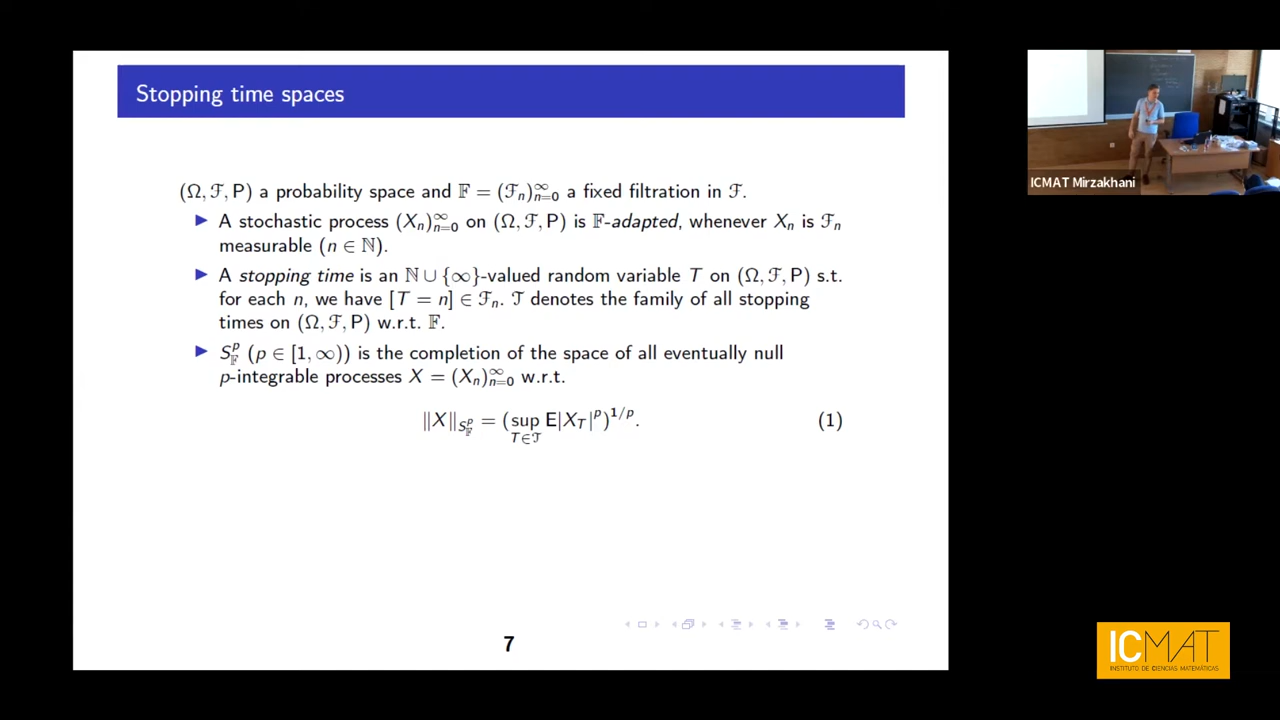 Stopping time spaces
(Ω, ℱ, P) a probability space and 𝔽 = (ℱₙ)ₙ₌₀^∞ a fixed filtration in ℱ.
▶ A stochastic process (Xₙ)ₙ₌₀^∞ on (Ω, ℱ, P) is 𝔽-adapted, whenever Xₙ is ℱₙ
measurable (n ∈ ℕ).
▶ A stopping time is an ℕ ∪ {∞}-valued random variable T on (Ω, ℱ, P) s.t.
for each n, we have [T = n] ∈ ℱₙ. 𝒯 denotes the family of all stopping
times on (Ω, ℱ, P) w.r.t. 𝔽.
▶ S_𝔽^p (p ∈ [1, ∞)) is the completion of the space of all eventually null
p-integrable processes X = (Xₙ)ₙ₌₀^∞ w.r.t.
‖X‖_{S_𝔽^p} = (sup_{T∈𝒯} E|X_T|^p)^{1/p}. (1)
7
ICMAT Mirzakhani
ICMAT
INSTITUTO DE CIENCIAS MATEMÁTICAS